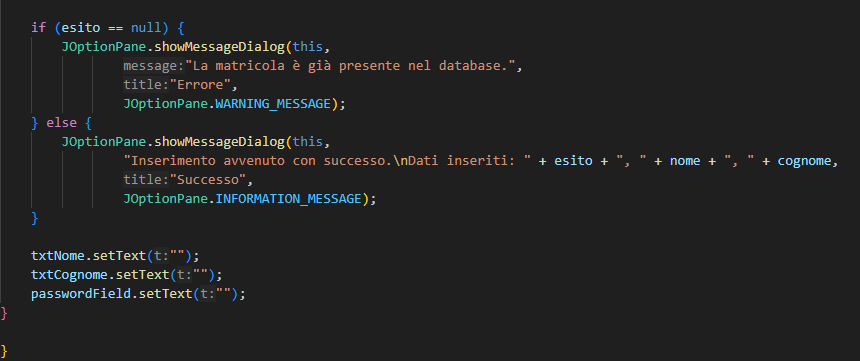 if (esito == null) {
JOptionPane.showMessageDialog(this,
message:"La matricola è già presente nel database.",
title:"Errore",
JOptionPane.WARNING_MESSAGE);
} else {
JOptionPane.showMessageDialog(this,
"Inserimento avvenuto con successo.\nDati inseriti: " + esito + ", " + nome + ", " + cognome,
title:"Successo",
JOptionPane.INFORMATION_MESSAGE);
}
txtNome.setText(t:"");
txtCognome.setText(t:"");
passwordField.setText(t:"");
}
}